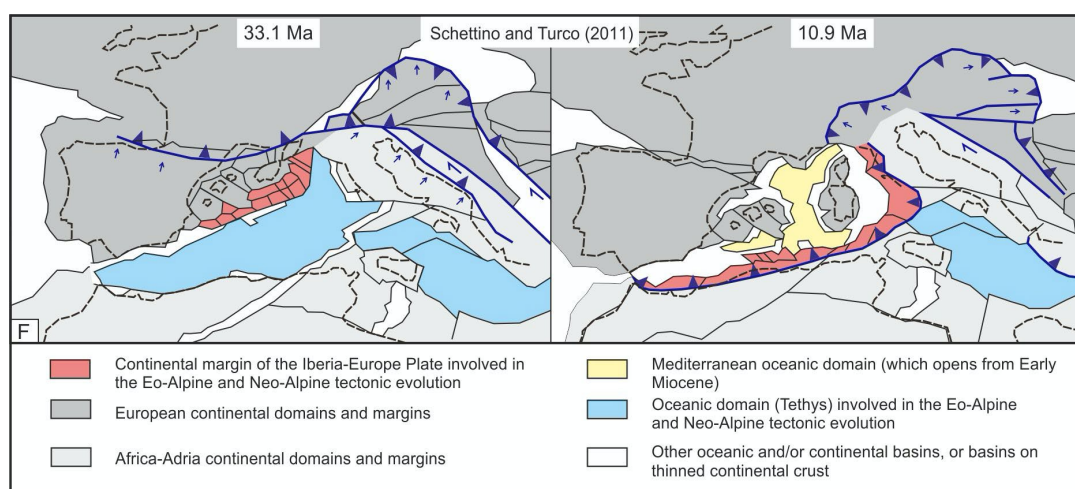 33.1 Ma
Schettino and Turco (2011)
10.9 Ma
F
Continental margin of the Iberia-Europe Plate involved in
the Eo-Alpine and Neo-Alpine tectonic evolution
European continental domains and margins
Africa-Adria continental domains and margins
Mediterranean oceanic domain (which opens from Early
Miocene)
Oceanic domain (Tethys) involved in the Eo-Alpine
and Neo-Alpine tectonic evolution
Other oceanic and/or continental basins, or basins on
thinned continental crust